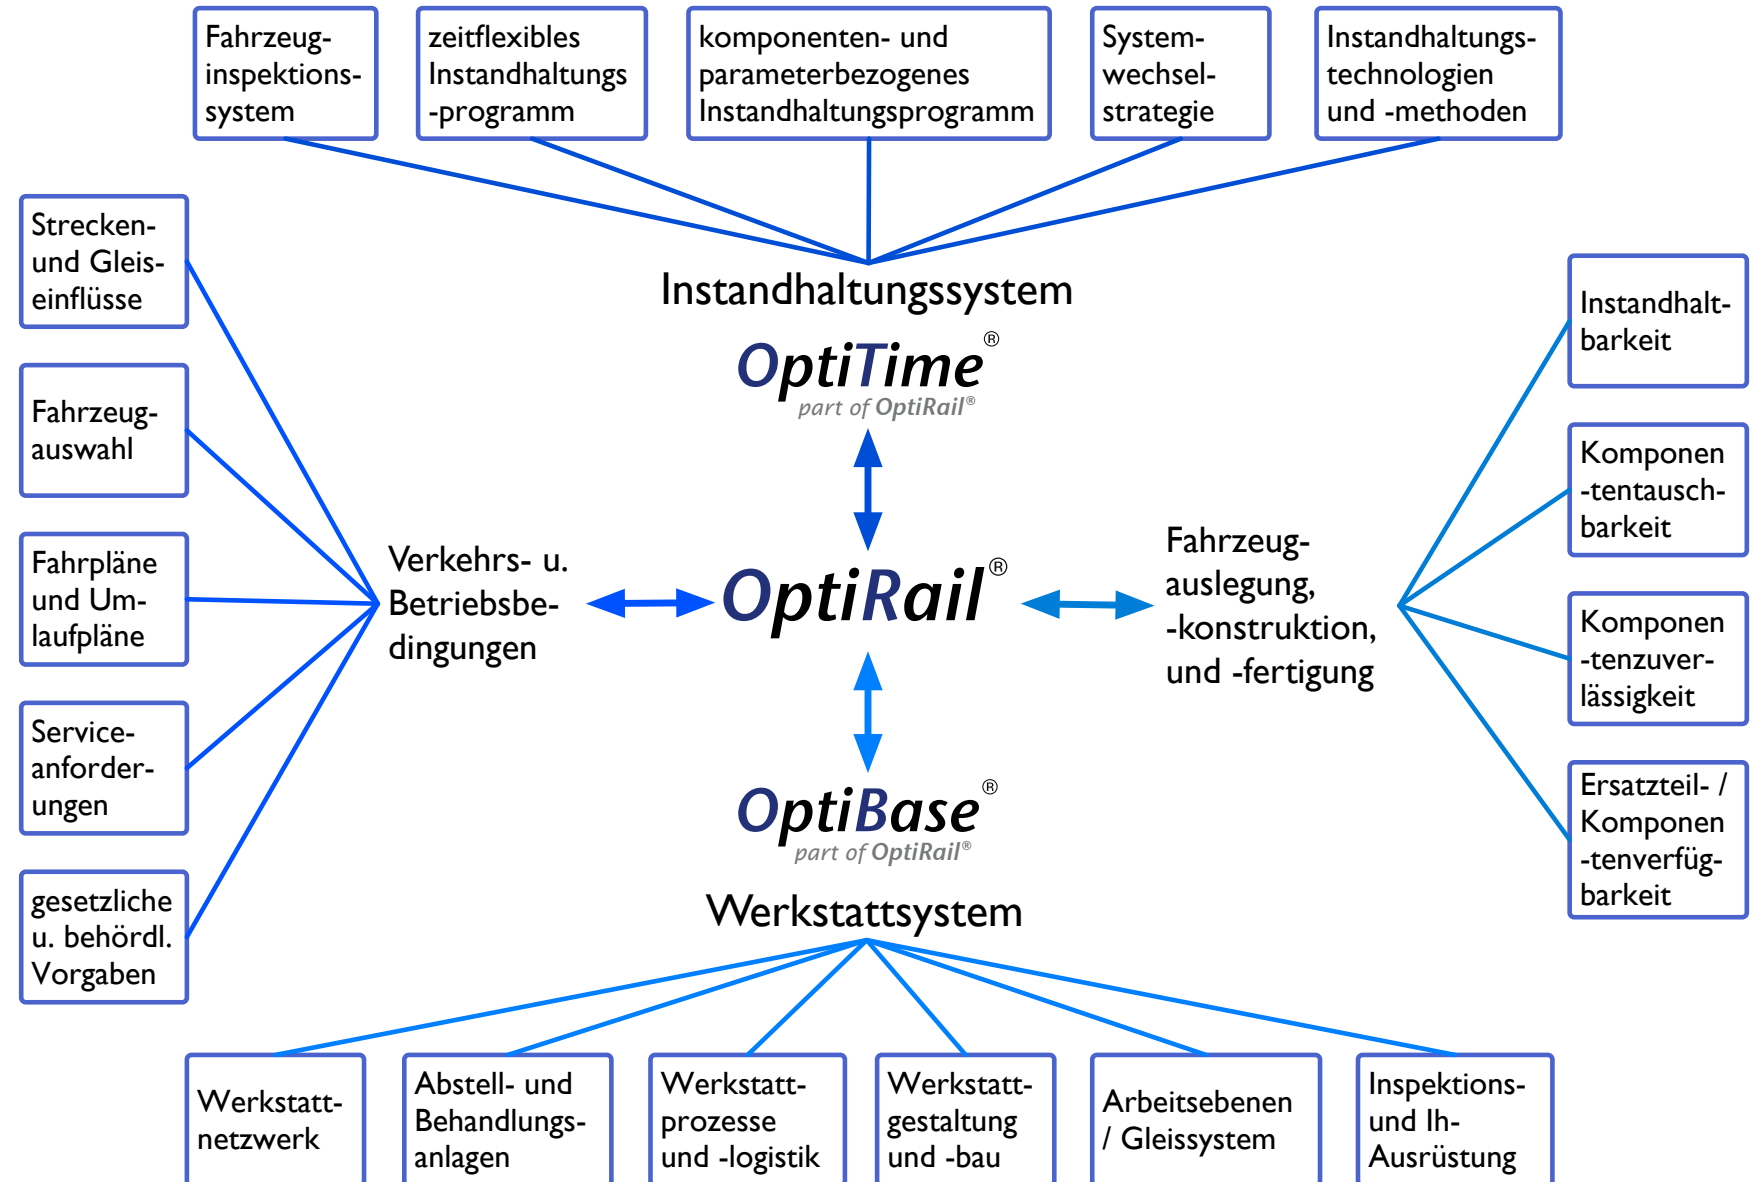 Fahrzeug-
inspektions-
system
zeitflexibles
Instandhaltungs
-programm
komponenten- und
parameterbezogenes
Instandhaltungsprogramm
System-
wechsel-
strategie
Instandhaltungs-
technologien
und -methoden
Strecken-
und Gleis-
einflüsse
Fahrzeug-
auswahl
Fahrpläne
und Um-
laufpläne
Service-
anforder-
ungen
gesetzliche
u. behördl.
Vorgaben
Verkehrs- u.
Betriebsbe-
dingungen
Instandhaltungssystem
OptiTime®
part of OptiRail®
OptiRail®
OptiBase®
part of OptiRail®
Werkstattsystem
Fahrzeug-
auslegung,
-konstruktion,
und -fertigung
Instandhalt-
barkeit
Komponen
-tentausch-
barkeit
Komponen
-tenzuver-
lässigkeit
Ersatzteil- /
Komponen
-tenverfüg-
barkeit
Werkstatt-
netzwerk
Abstell- und
Behandlungs-
anlagen
Werkstatt-
prozesse
und -logistik
Werkstatt-
gestaltung
und -bau
Arbeitsebenen
/ Gleissystem
Inspektions-
und Ih-
Ausrüstung